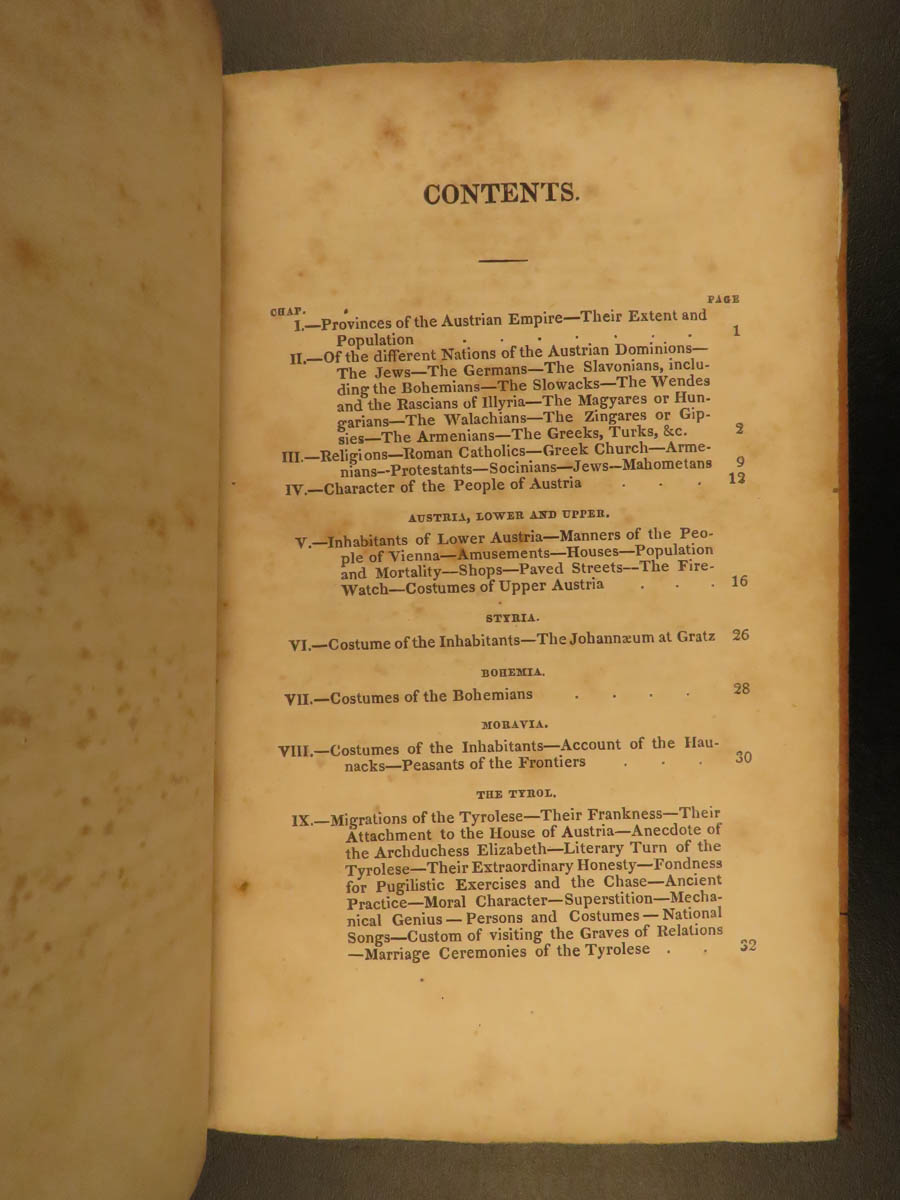 CONTENTS.
CHAP. PAGE
I.—Provinces of the Austrian Empire—Their Extent and
Population . . . . . . . 1
II.—Of the different Nations of the Austrian Dominions—
The Jews—The Germans—The Slavonians, inclu-
ding the Bohemians—The Slowacks—The Wendes
and the Rascians of Illyria—The Magyares or Hun-
garians—The Walachians—The Zingares or Gip-
sies—The Armenians—The Greeks, Turks, &c. 2
III.—Religions—Roman Catholics—Greek Church—Arme-
nians--Protestants—Socinians—Jews—Mahometans 9
IV.—Character of the People of Austria . . . 12
AUSTRIA, LOWER AND UPPER.
V.—Inhabitants of Lower Austria—Manners of the Peo-
ple of Vienna—Amusements—Houses—Population
and Mortality—Shops—Paved Streets—The Fire-
Watch—Costumes of Upper Austria . . . 16
STYRIA.
VI.—Costume of the Inhabitants—The Johannæum at Gratz 26
BOHEMIA.
VII.—Costumes of the Bohemians . . . . 28
MORAVIA.
VIII.—Costumes of the Inhabitants—Account of the Hau-
nacks—Peasants of the Frontiers . . . 30
THE TYROL.
IX.—Migrations of the Tyrolese—Their Frankness—Their
Attachment to the House of Austria—Anecdote of
the Archduchess Elizabeth—Literary Turn of the
Tyrolese—Their Extraordinary Honesty—Fondness
for Pugilistic Exercises and the Chase—Ancient
Practice—Moral Character—Superstition—Mecha-
nical Genius—Persons and Costumes—National
Songs—Custom of visiting the Graves of Relations
—Marriage Ceremonies of the Tyrolese . . 32